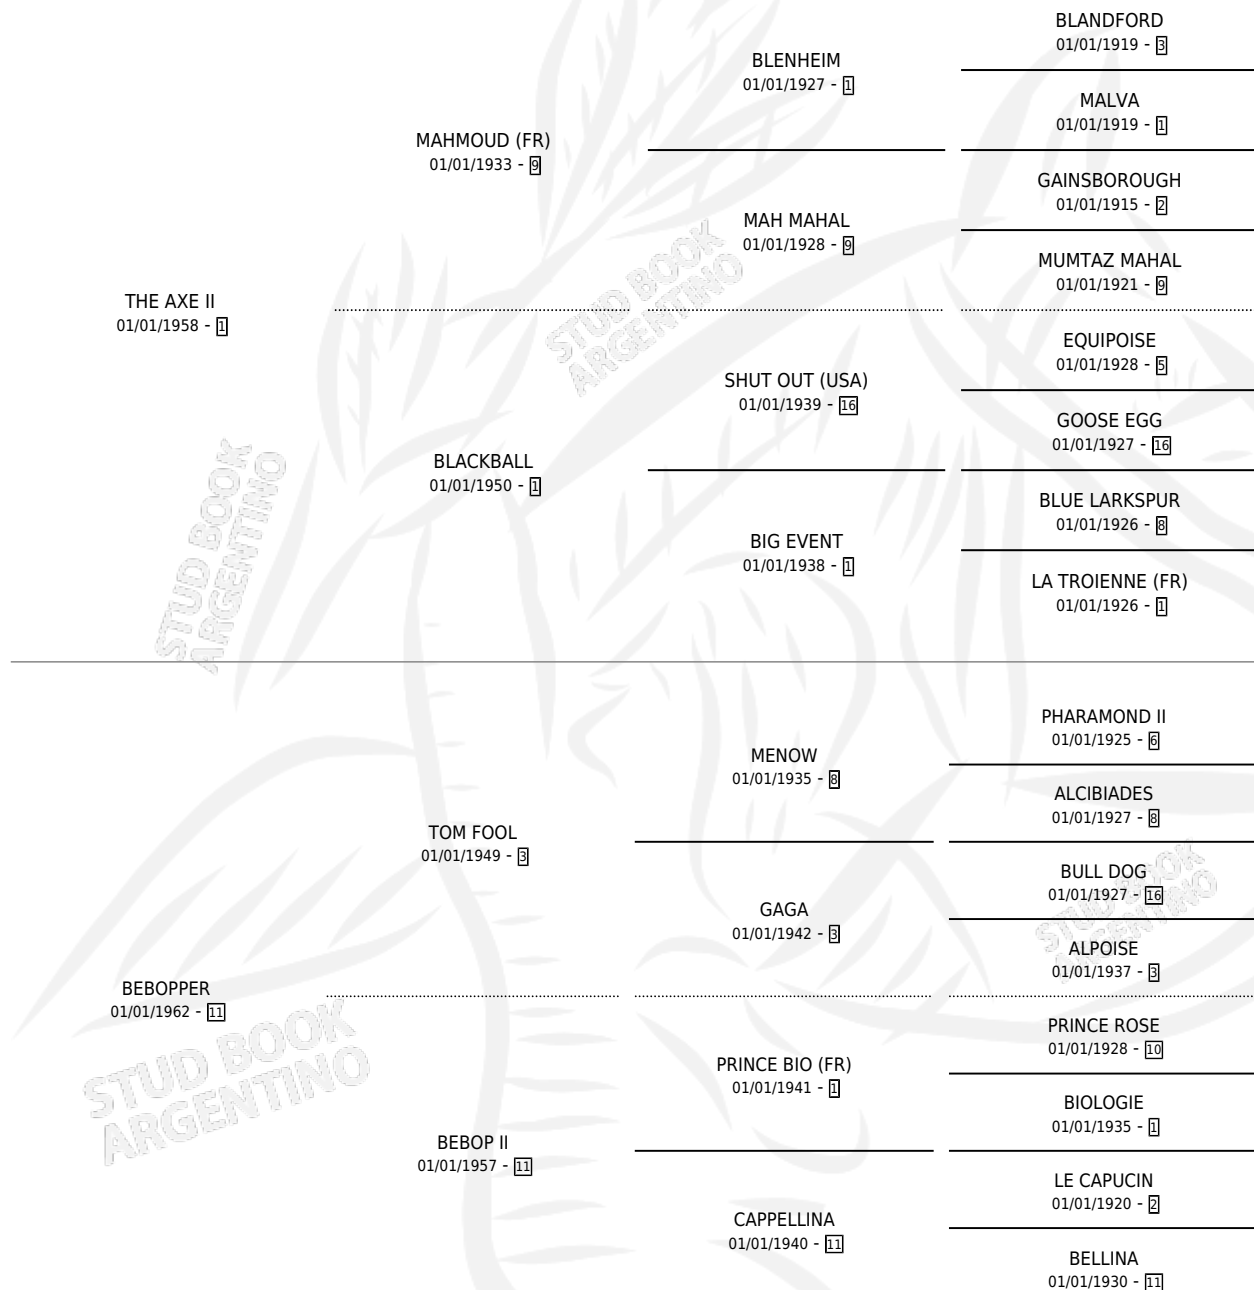 BLANDFORD
01/01/1919 - 3
BLENHEIM
01/01/1927 - 1
MALVA
01/01/1919 - 1
MAHMOUD (FR)
01/01/1933 - 9
GAINSBOROUGH
01/01/1915 - 2
MAH MAHAL
01/01/1928 - 9
MUMTAZ MAHAL
01/01/1921 - 9
THE AXE II
01/01/1958 - 1
EQUIPOISE
01/01/1928 - 5
SHUT OUT (USA)
01/01/1939 - 16
GOOSE EGG
01/01/1927 - 16
BLACKBALL
01/01/1950 - 1
BLUE LARKSPUR
01/01/1926 - 8
BIG EVENT
01/01/1938 - 1
LA TROIENNE (FR)
01/01/1926 - 1
PHARAMOND II
01/01/1925 - 6
MENOW
01/01/1935 - 8
ALCIBIADES
01/01/1927 - 8
TOM FOOL
01/01/1949 - 3
BULL DOG
01/01/1927 - 16
GAGA
01/01/1942 - 3
ALPOISE
01/01/1937 - 3
BEBOPPER
01/01/1962 - 11
PRINCE ROSE
01/01/1928 - 10
PRINCE BIO (FR)
01/01/1941 - 1
BIOLOGIE
01/01/1935 - 1
BEBOP II
01/01/1957 - 11
LE CAPUCIN
01/01/1920 - 2
CAPPELLINA
01/01/1940 - 11
BELLINA
01/01/1930 - 11
STUD BOOK
ARGENTINO
STUD BOOK
ARGENTINO
STUD BOOK
ARGENTINO
STUD BOOK
ARGENTINO